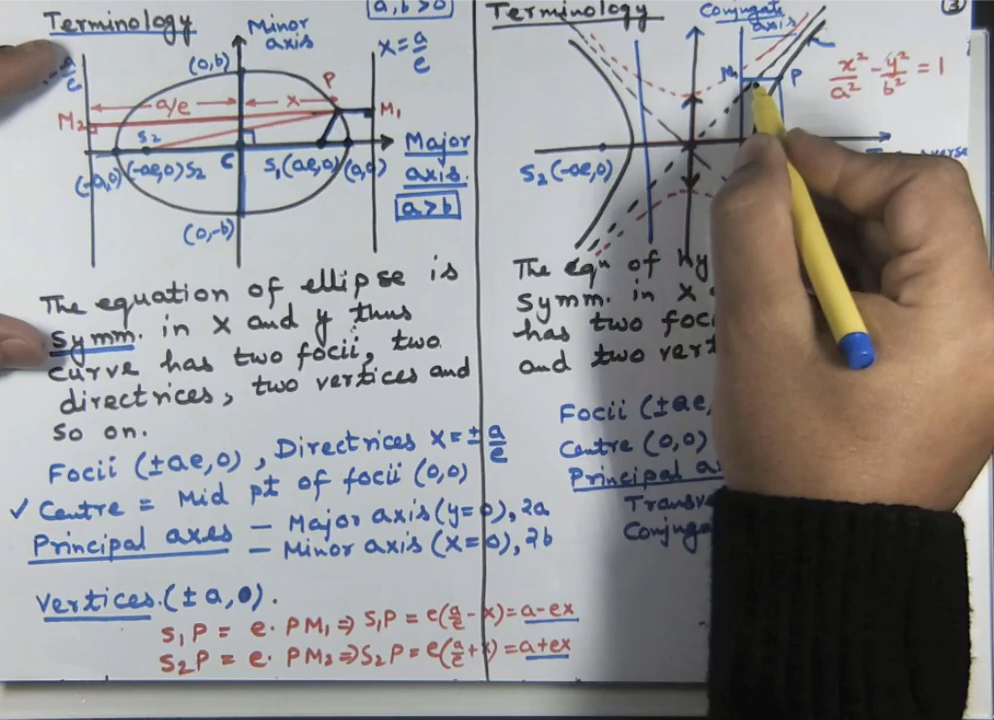 Terminology
a,b>0
Minor
axis
x = a/e
(0,b)
P
a/e
a/e
x
M2
M1
S2
(-a,0)
(-ae,0)S2
C
S1(ae,0)
(a,0)
Major
axis.
a>b
(0,-b)
The equation of ellipse is
symm. in x and y thus
curve has two focii, two
directrices, two vertices and
so on.
Focii (±ae,0), Directrices x=±a/e
✓ Centre = Mid pt of focii (0,0)
Principal axes - Major axis (y=0), 2a
- Minor axis (x=0), 2b
Vertices. (±a,0).
S1P = e. PM1 ⇒ S1P = e(a/e - x) = a-ex
S2P = e. PM2 ⇒ S2P = e(a/e + x) = a+ex
Terminology
Conjugate
axis
3
M1
P
x²/a² - y²/b² = 1
S2(-ae,0)
The eqn of hy
symm. in x
has two foci
and two vert
Focii (±ae,
Centre (0,0)
Principal ax
Transve
Conjuga